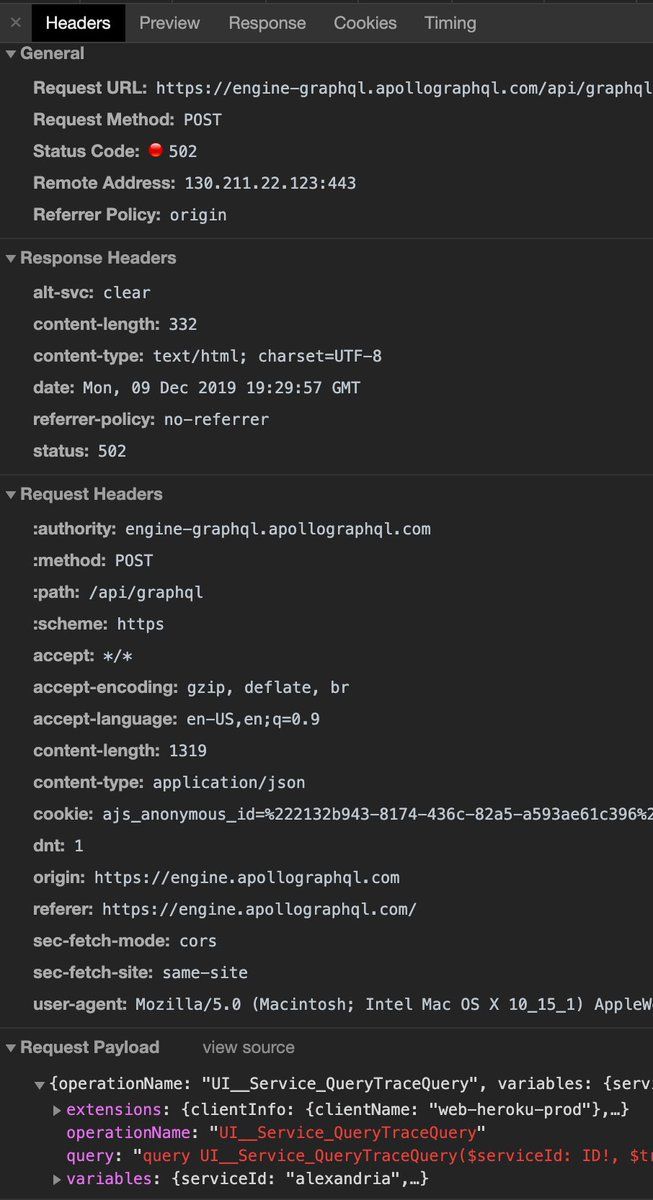 × Headers Preview Response Cookies Timing
▼ General
Request URL: https://engine-graphql.apollographql.com/api/graphql
Request Method: POST
Status Code: 502
Remote Address: 130.211.22.123:443
Referrer Policy: origin
▼ Response Headers
alt-svc: clear
content-length: 332
content-type: text/html; charset=UTF-8
date: Mon, 09 Dec 2019 19:29:57 GMT
referrer-policy: no-referrer
status: 502
▼ Request Headers
:authority: engine-graphql.apollographql.com
:method: POST
:path: /api/graphql
:scheme: https
accept: */*
accept-encoding: gzip, deflate, br
accept-language: en-US,en;q=0.9
content-length: 1319
content-type: application/json
cookie: ajs_anonymous_id=%222132b943-8174-436c-82a5-a593ae61c396%2
dnt: 1
origin: https://engine.apollographql.com
referer: https://engine.apollographql.com/
sec-fetch-mode: cors
sec-fetch-site: same-site
user-agent: Mozilla/5.0 (Macintosh; Intel Mac OS X 10_15_1) AppleW
▼ Request Payload view source
▼ {operationName: "UI__Service_QueryTraceQuery", variables: {serv
▶ extensions: {clientInfo: {clientName: "web-heroku-prod"},…}
operationName: "UI__Service_QueryTraceQuery"
query: "query UI__Service_QueryTraceQuery($serviceId: ID!, $tr
▶ variables: {serviceId: "alexandria",…}